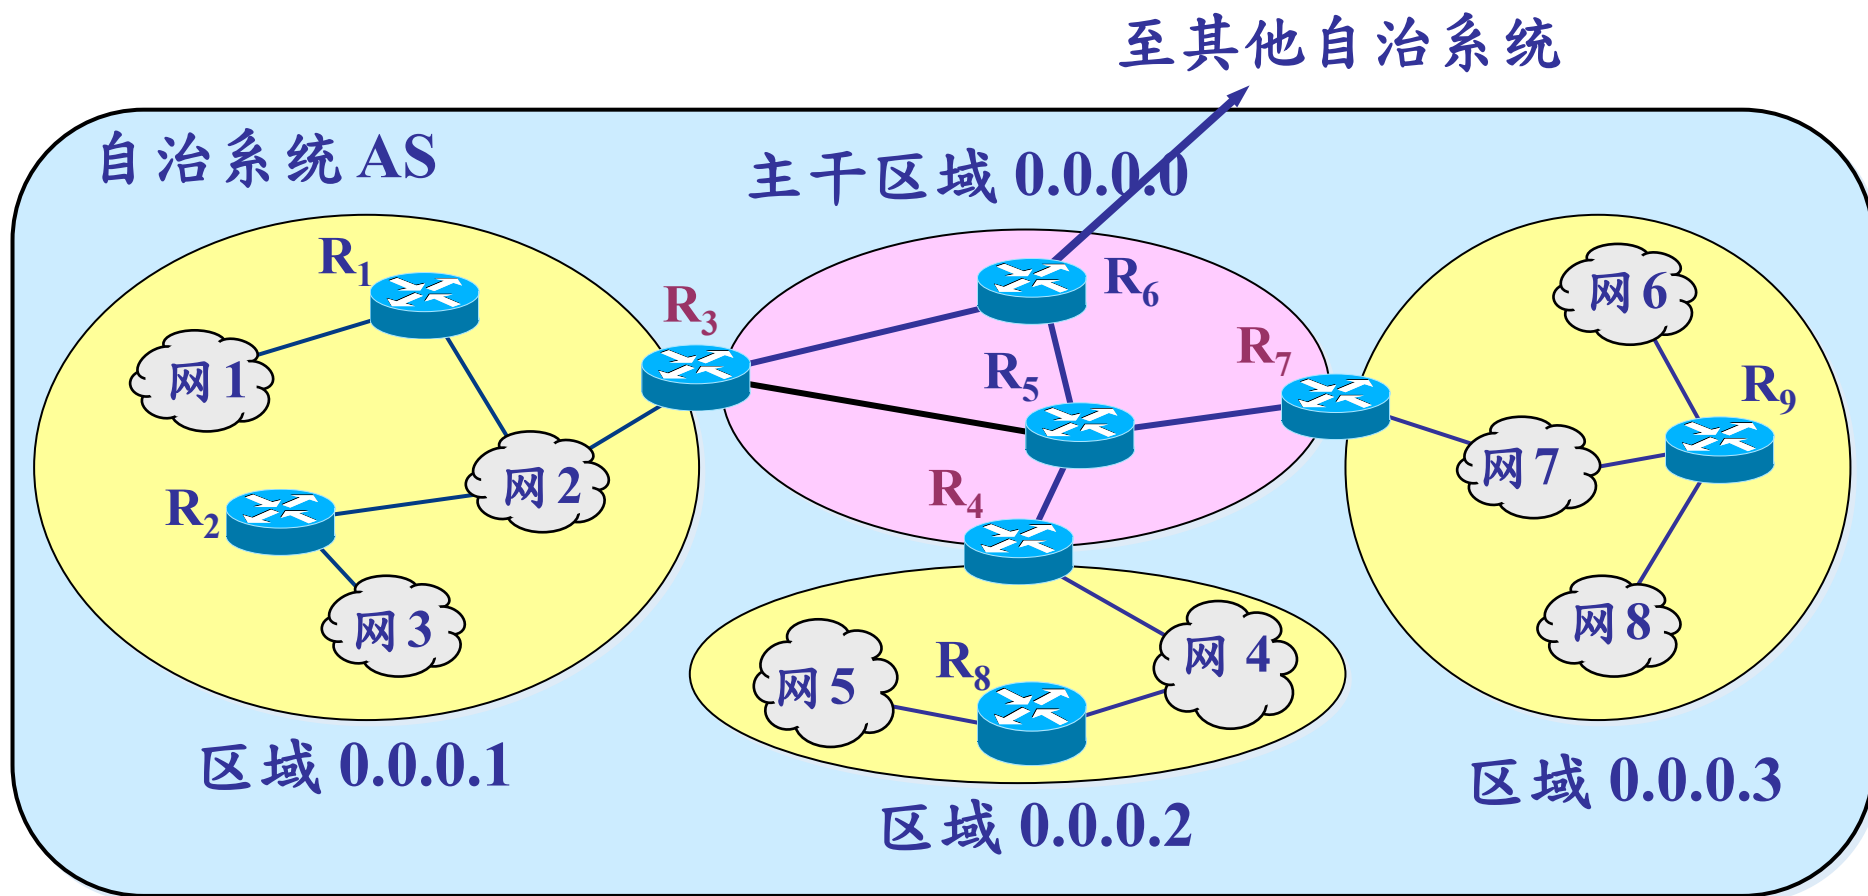 至其他自治系统
自治系统 AS
主干区域 0.0.0.0
R1
R3
R6
R7
R5
R9
R4
R2
R8
网1
网2
网3
网6
网7
网8
网5
网 4
区域 0.0.0.1
区域 0.0.0.2
区域 0.0.0.3